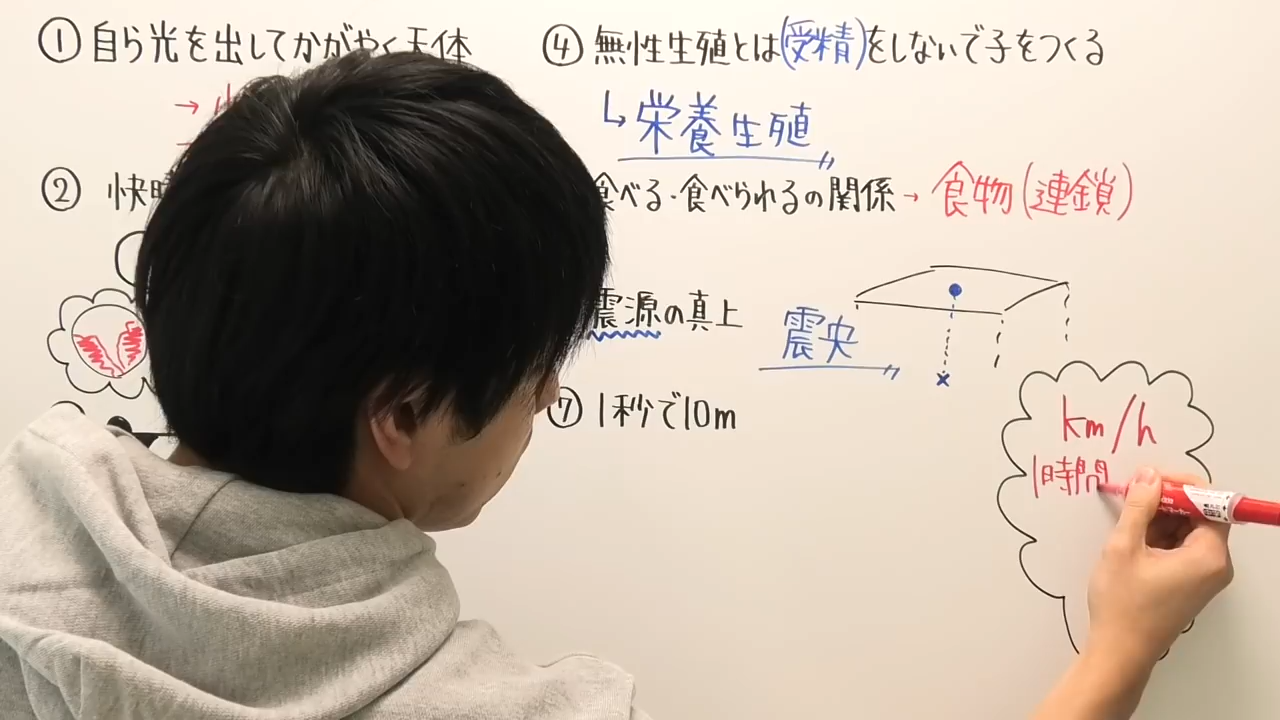 ① 自ら光を出してかがやく天体
→
② 快晴
④ 無性生殖とは(受精)をしないで子をつくる
↳栄養生殖
食べる・食べられるの関係→食物(連鎖)
震源の真上
震央
×
⑦ 1秒で10m
km/h
1時間